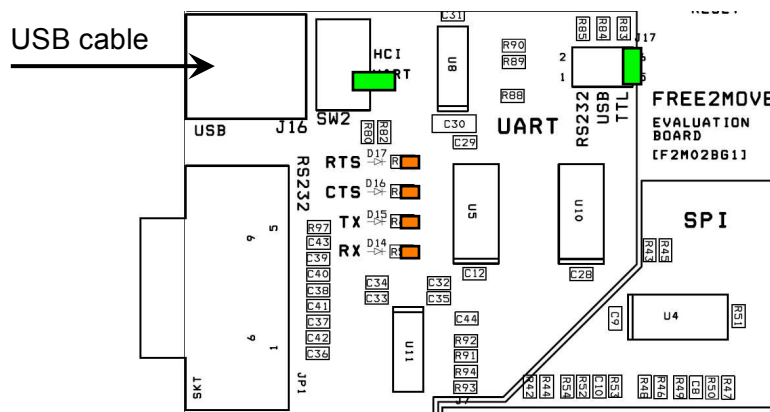 USB cable
USB
J16
HCI
UART
SW2
R80
R82
C31
U8
C30
C29
R90
R89
R88
UART
R85
R84
R83
J17
2
1
6
5
RS232
USB
TTL
FREE2MOVE
EVALUATION
BOARD
[F2M02BG1]
RTS
D17
CTS
D16
TX
D15
RX
D14
RS232
R97
C43
C39
C40
C38
C41
C37
C42
C36
9
5
6
1
SKT
JP1
C34
C33
C32
C35
U11
U5
C12
U10
C28
C44
R92
R91
R94
R93
J7
SPI
R43
R45
C9
U4
R51
R42
R44
R54
R52
C10
R53
R48
R46
R49
C8
R50
R47